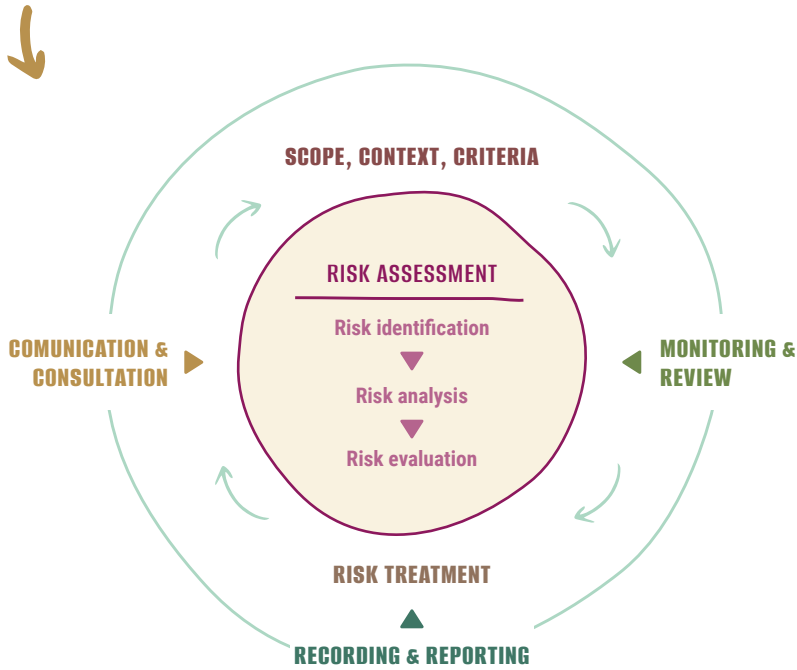 SCOPE, CONTEXT, CRITERIA
RISK ASSESSMENT
Risk identification
Risk analysis
Risk evaluation
COMUNICATION &
CONSULTATION
MONITORING &
REVIEW
RISK TREATMENT
RECORDING & REPORTING